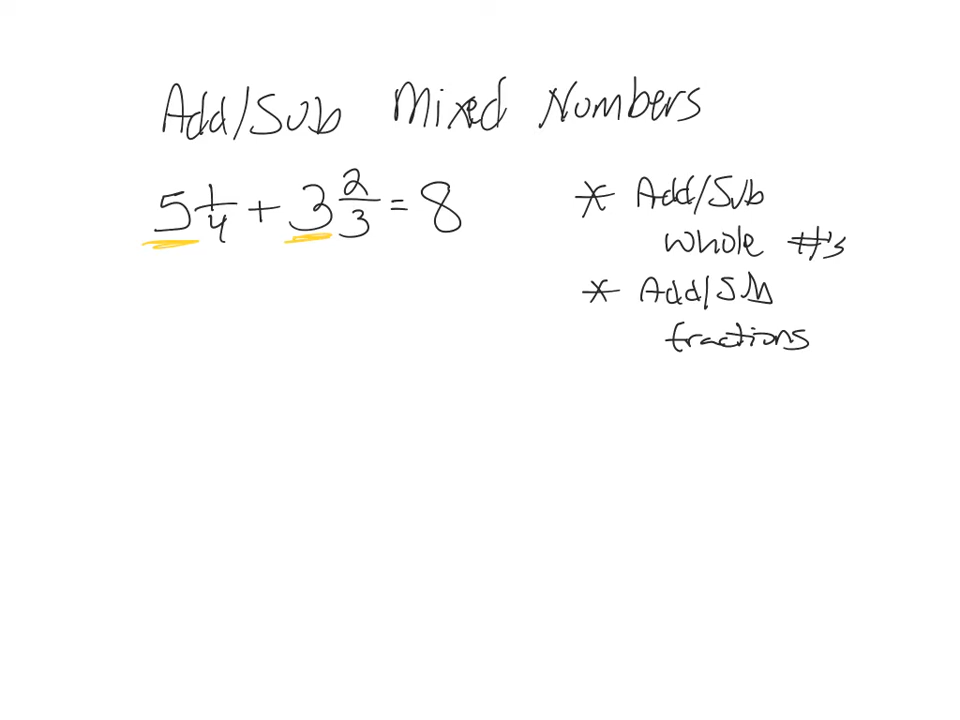 Add/Sub Mixed Numbers
5 1/4 + 3 2/3 = 8
* Add/Sub
whole #'s
* Add/Sub
fractions